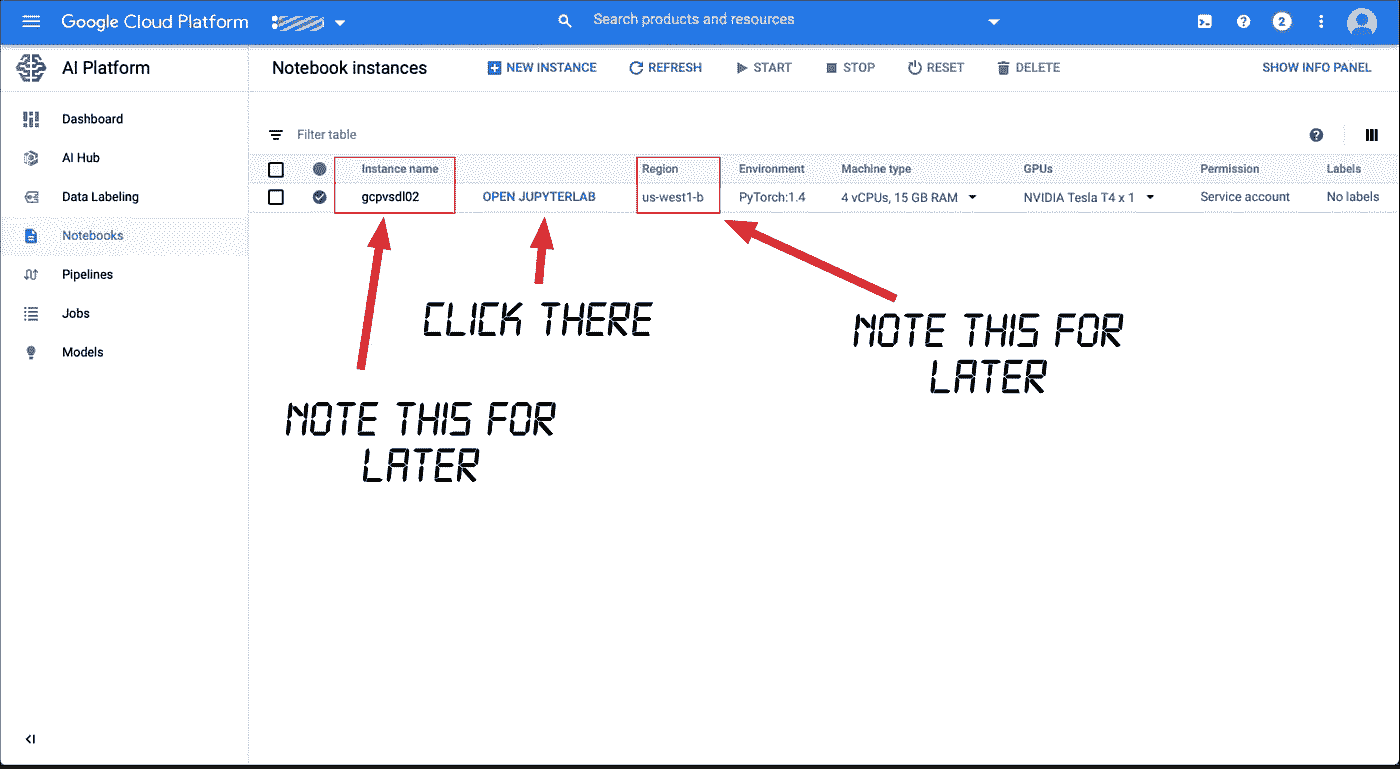 Google Cloud Platform
Search products and resources
2
AI Platform
Notebook instances
NEW INSTANCE
REFRESH
START
STOP
RESET
DELETE
SHOW INFO PANEL
Dashboard
AI Hub
Data Labeling
Notebooks
Pipelines
Jobs
Models
Filter table
Instance name Region Environment Machine type GPUs Permission Labels
gcpvsdl02 OPEN JUPYTERLAB us-west1-b PyTorch:1.4 4 vCPUs, 15 GB RAM NVIDIA Tesla T4 x 1 Service account No labels
CLICK THERE
NOTE THIS FOR
LATER
NOTE THIS FOR
LATER